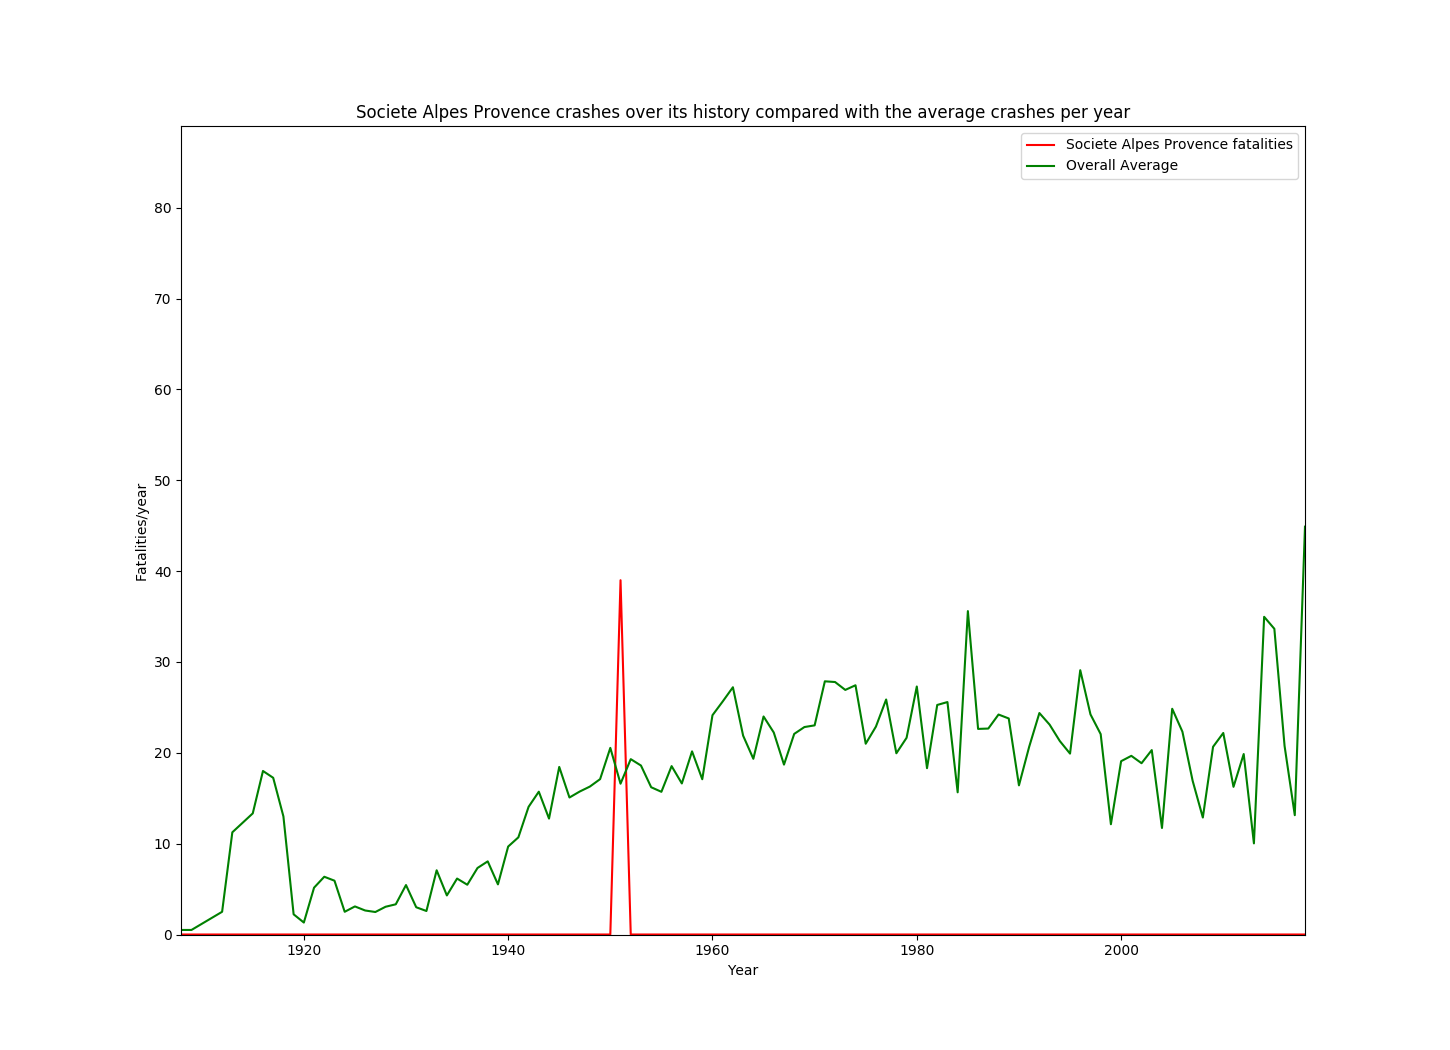 Societe Alpes Provence crashes over its history compared with the average crashes per year
Societe Alpes Provence fatalities
Overall Average
80
70
60
50
40
30
20
10
0
Fatalities/year
1920 1940 1960 1980 2000
Year